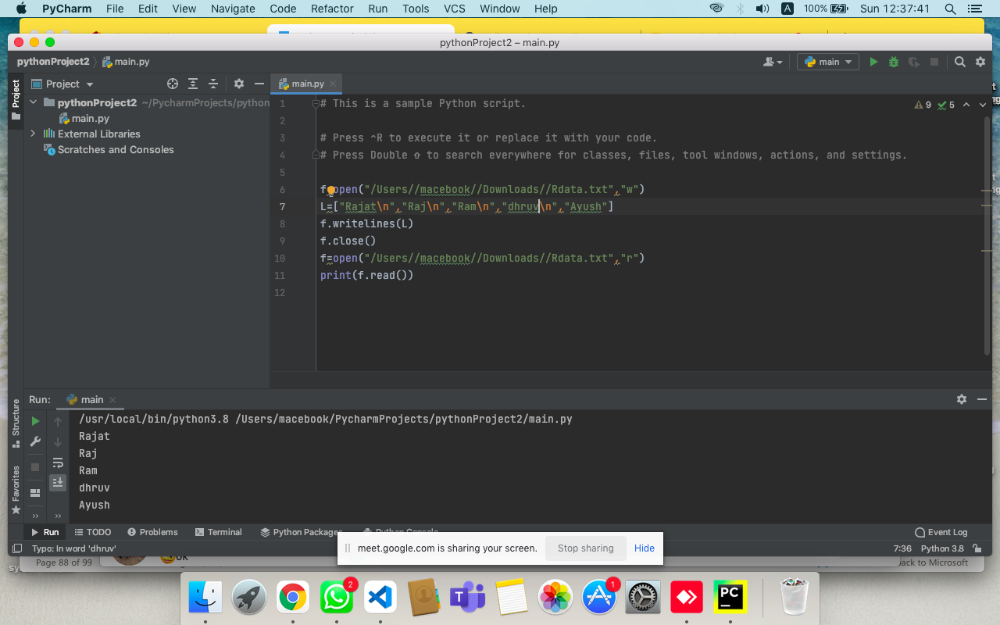 PyCharm File Edit View Navigate Code Refactor Run Tools VCS Window Help A 100% Sun 12:37:41
pythonProject2 – main.py
pythonProject2 main.py main
Project Project main.py
pythonProject2 ~/PycharmProjects/python
main.py
External Libraries
Scratches and Consoles
9 5
1 # This is a sample Python script.
2
3 # Press ^R to execute it or replace it with your code.
4 # Press Double ⇧ to search everywhere for classes, files, tool windows, actions, and settings.
5
6 f=open("/Users//macebook//Downloads//Rdata.txt","w")
7 L=["Rajat\n","Raj\n","Ram\n","dhruv\n","Ayush"]
8 f.writelines(L)
9 f.close()
10 f=open("/Users//macebook//Downloads//Rdata.txt","r")
11 print(f.read())
12
Structure
Favorites
Run: main
/usr/local/bin/python3.8 /Users/macebook/PycharmProjects/pythonProject2/main.py
Rajat
Raj
Ram
dhruv
Ayush
Run TODO Problems Terminal Python Packages Python Console Event Log
Typo: In word 'dhruv' 7:36 Python 3.8
meet.google.com is sharing your screen. Stop sharing Hide
Page 88 of 99 ok Back to Microsoft
2 1
PC